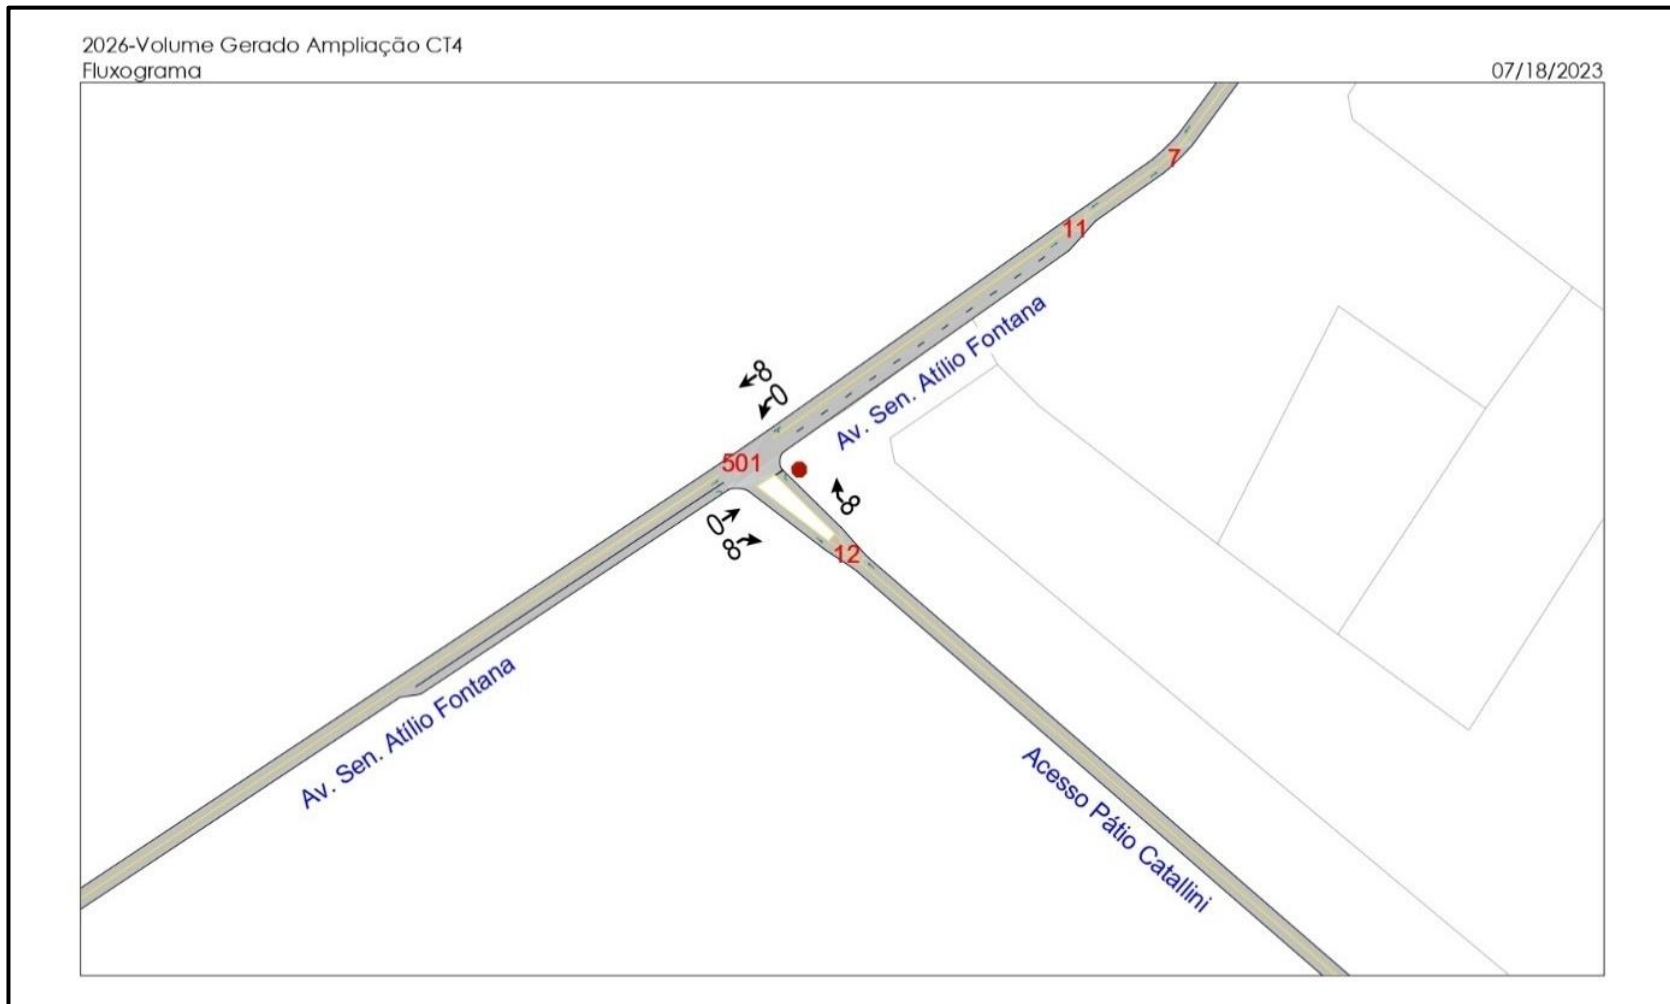 2026-Volume Gerado Ampliação CT4
Fluxograma
07/18/2023
7
11
Av. Sen. Atílio Fontana
8
0
501
8
0
8
12
Av. Sen. Atílio Fontana
Acesso Pátio Catallini